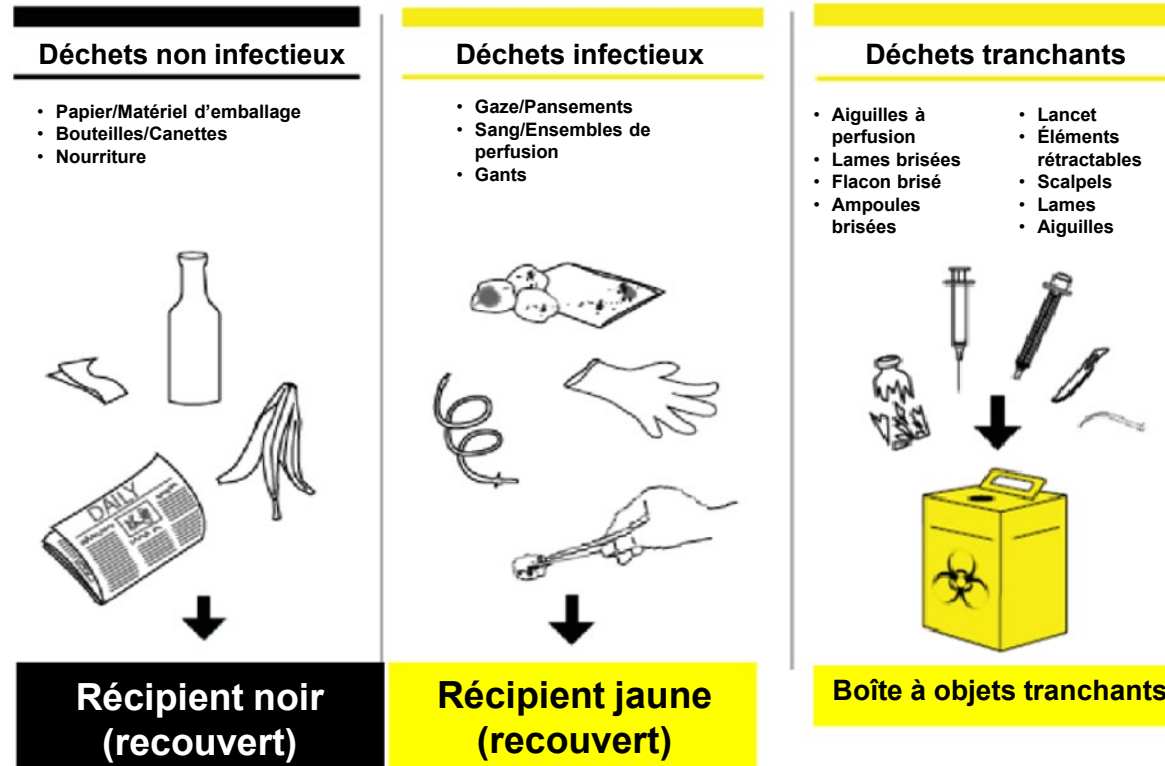 Déchets non infectieux
• Papier/Matériel d’emballage
• Bouteilles/Canettes
• Nourriture
DAILY
Récipient noir
(recouvert)
Déchets infectieux
• Gaze/Pansements
• Sang/Ensembles de
perfusion
• Gants
Récipient jaune
(recouvert)
Déchets tranchants
• Aiguilles à
perfusion
• Lames brisées
• Flacon brisé
• Ampoules
brisées
• Lancet
• Éléments
rétractables
• Scalpels
• Lames
• Aiguilles
Boîte à objets tranchants